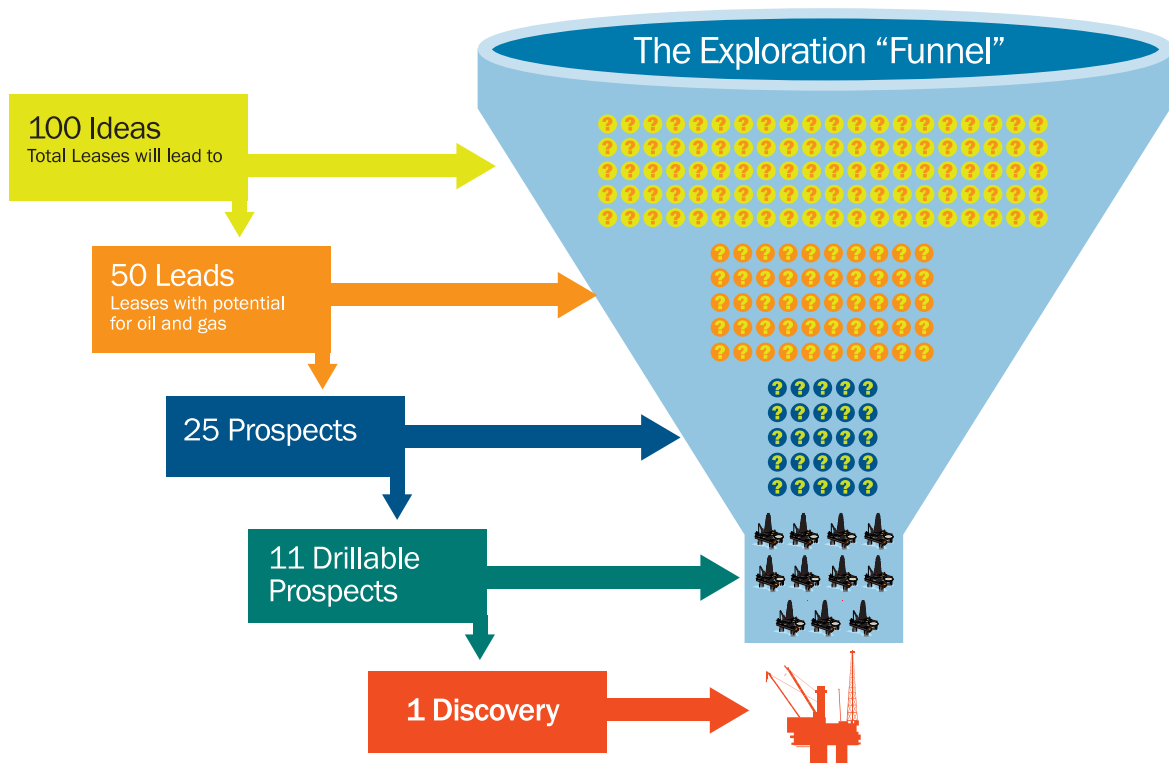 The Exploration “Funnel”
100 Ideas
Total Leases will lead to
50 Leads
Leases with potential
for oil and gas
25 Prospects
11 Drillable
Prospects
1 Discovery
? ? ? ? ? ? ? ? ? ? ? ? ? ? ? ? ? ? ? ?
? ? ? ? ? ? ? ? ? ? ? ? ? ? ? ? ? ? ? ?
? ? ? ? ? ? ? ? ? ? ? ? ? ? ? ? ? ? ? ?
? ? ? ? ? ? ? ? ? ? ? ? ? ? ? ? ? ? ? ?
? ? ? ? ? ? ? ? ? ? ? ? ? ? ? ? ? ? ? ?
? ? ? ? ? ? ? ? ? ?
? ? ? ? ? ? ? ? ? ?
? ? ? ? ? ? ? ? ? ?
? ? ? ? ? ? ? ? ? ?
? ? ? ? ? ? ? ? ? ?
? ? ? ? ?
? ? ? ? ?
? ? ? ? ?
? ? ? ? ?
? ? ? ? ?